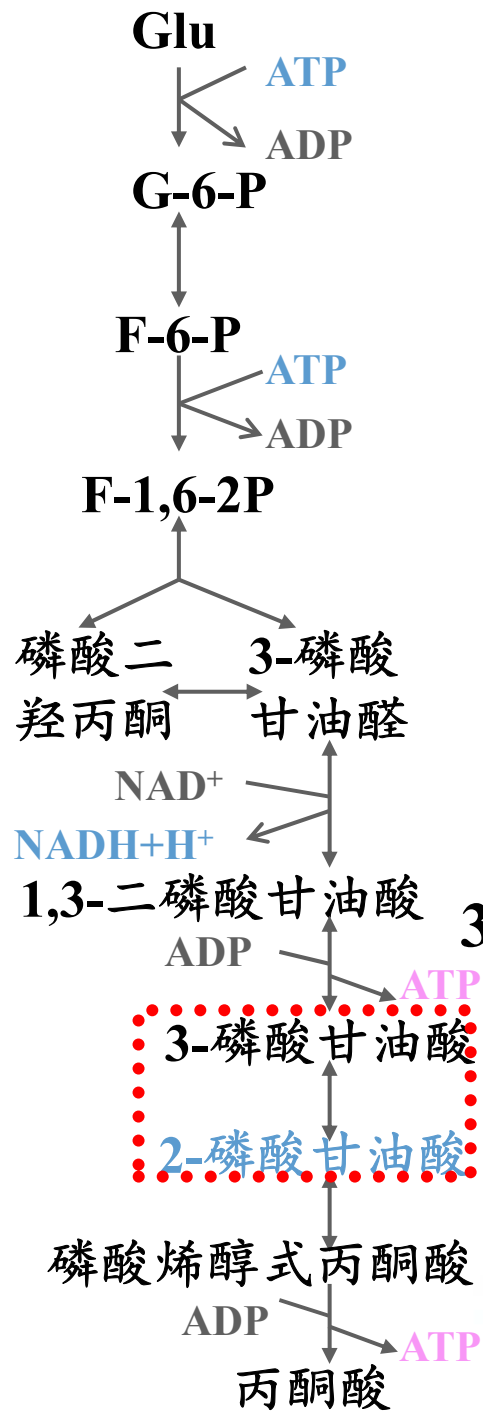 Glu
ATP
ADP
G-6-P
F-6-P
ATP
ADP
F-1,6-2P
磷酸二
羟丙酮
3-磷酸
甘油醛
NAD⁺
NADH+H⁺
1,3-二磷酸甘油酸
3
ADP
ATP
3-磷酸甘油酸
2-磷酸甘油酸
磷酸烯醇式丙酮酸
ADP
ATP
丙酮酸